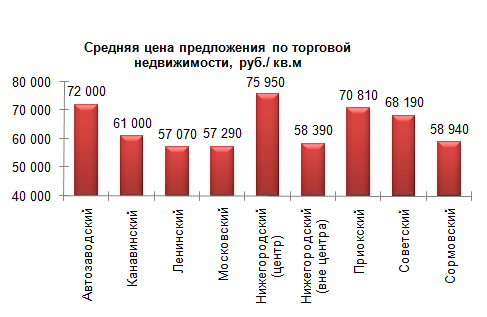 Средняя цена предложения по торговой
недвижимости, руб./ кв.м
80 000
70 000
60 000
50 000
40 000
72 000
61 000
57 070
57 290
75 950
58 390
70 810
68 190
58 940
Автозаводский
Канавинский
Ленинский
Московский
Нижегородский
(центр)
Нижегородский
(вне центра)
Приокский
Советский
Сормовский